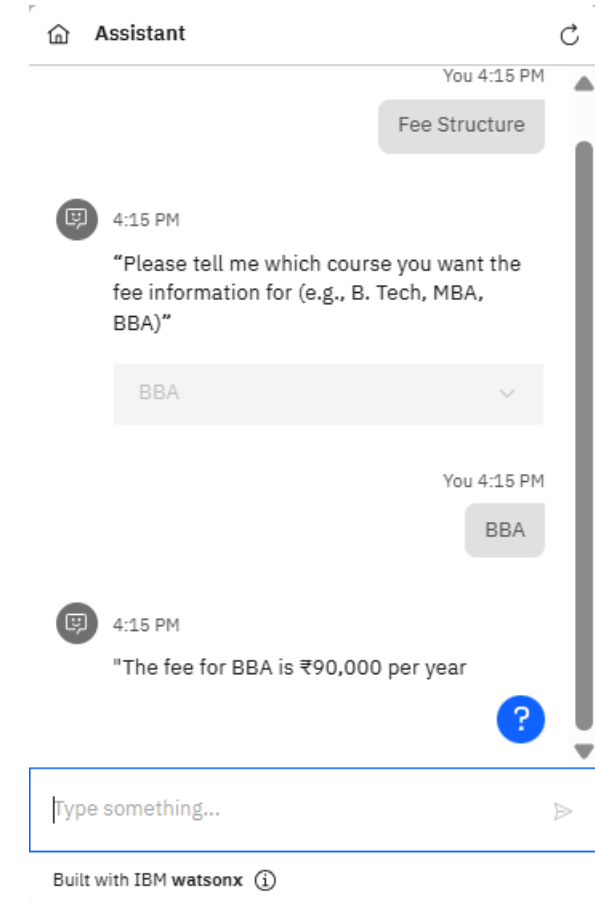 Assistant
You 4:15 PM
Fee Structure
4:15 PM
“Please tell me which course you want the
fee information for (e.g., B. Tech, MBA,
BBA)”
BBA
You 4:15 PM
BBA
4:15 PM
"The fee for BBA is ₹90,000 per year
?
Type something...
Built with IBM watsonx